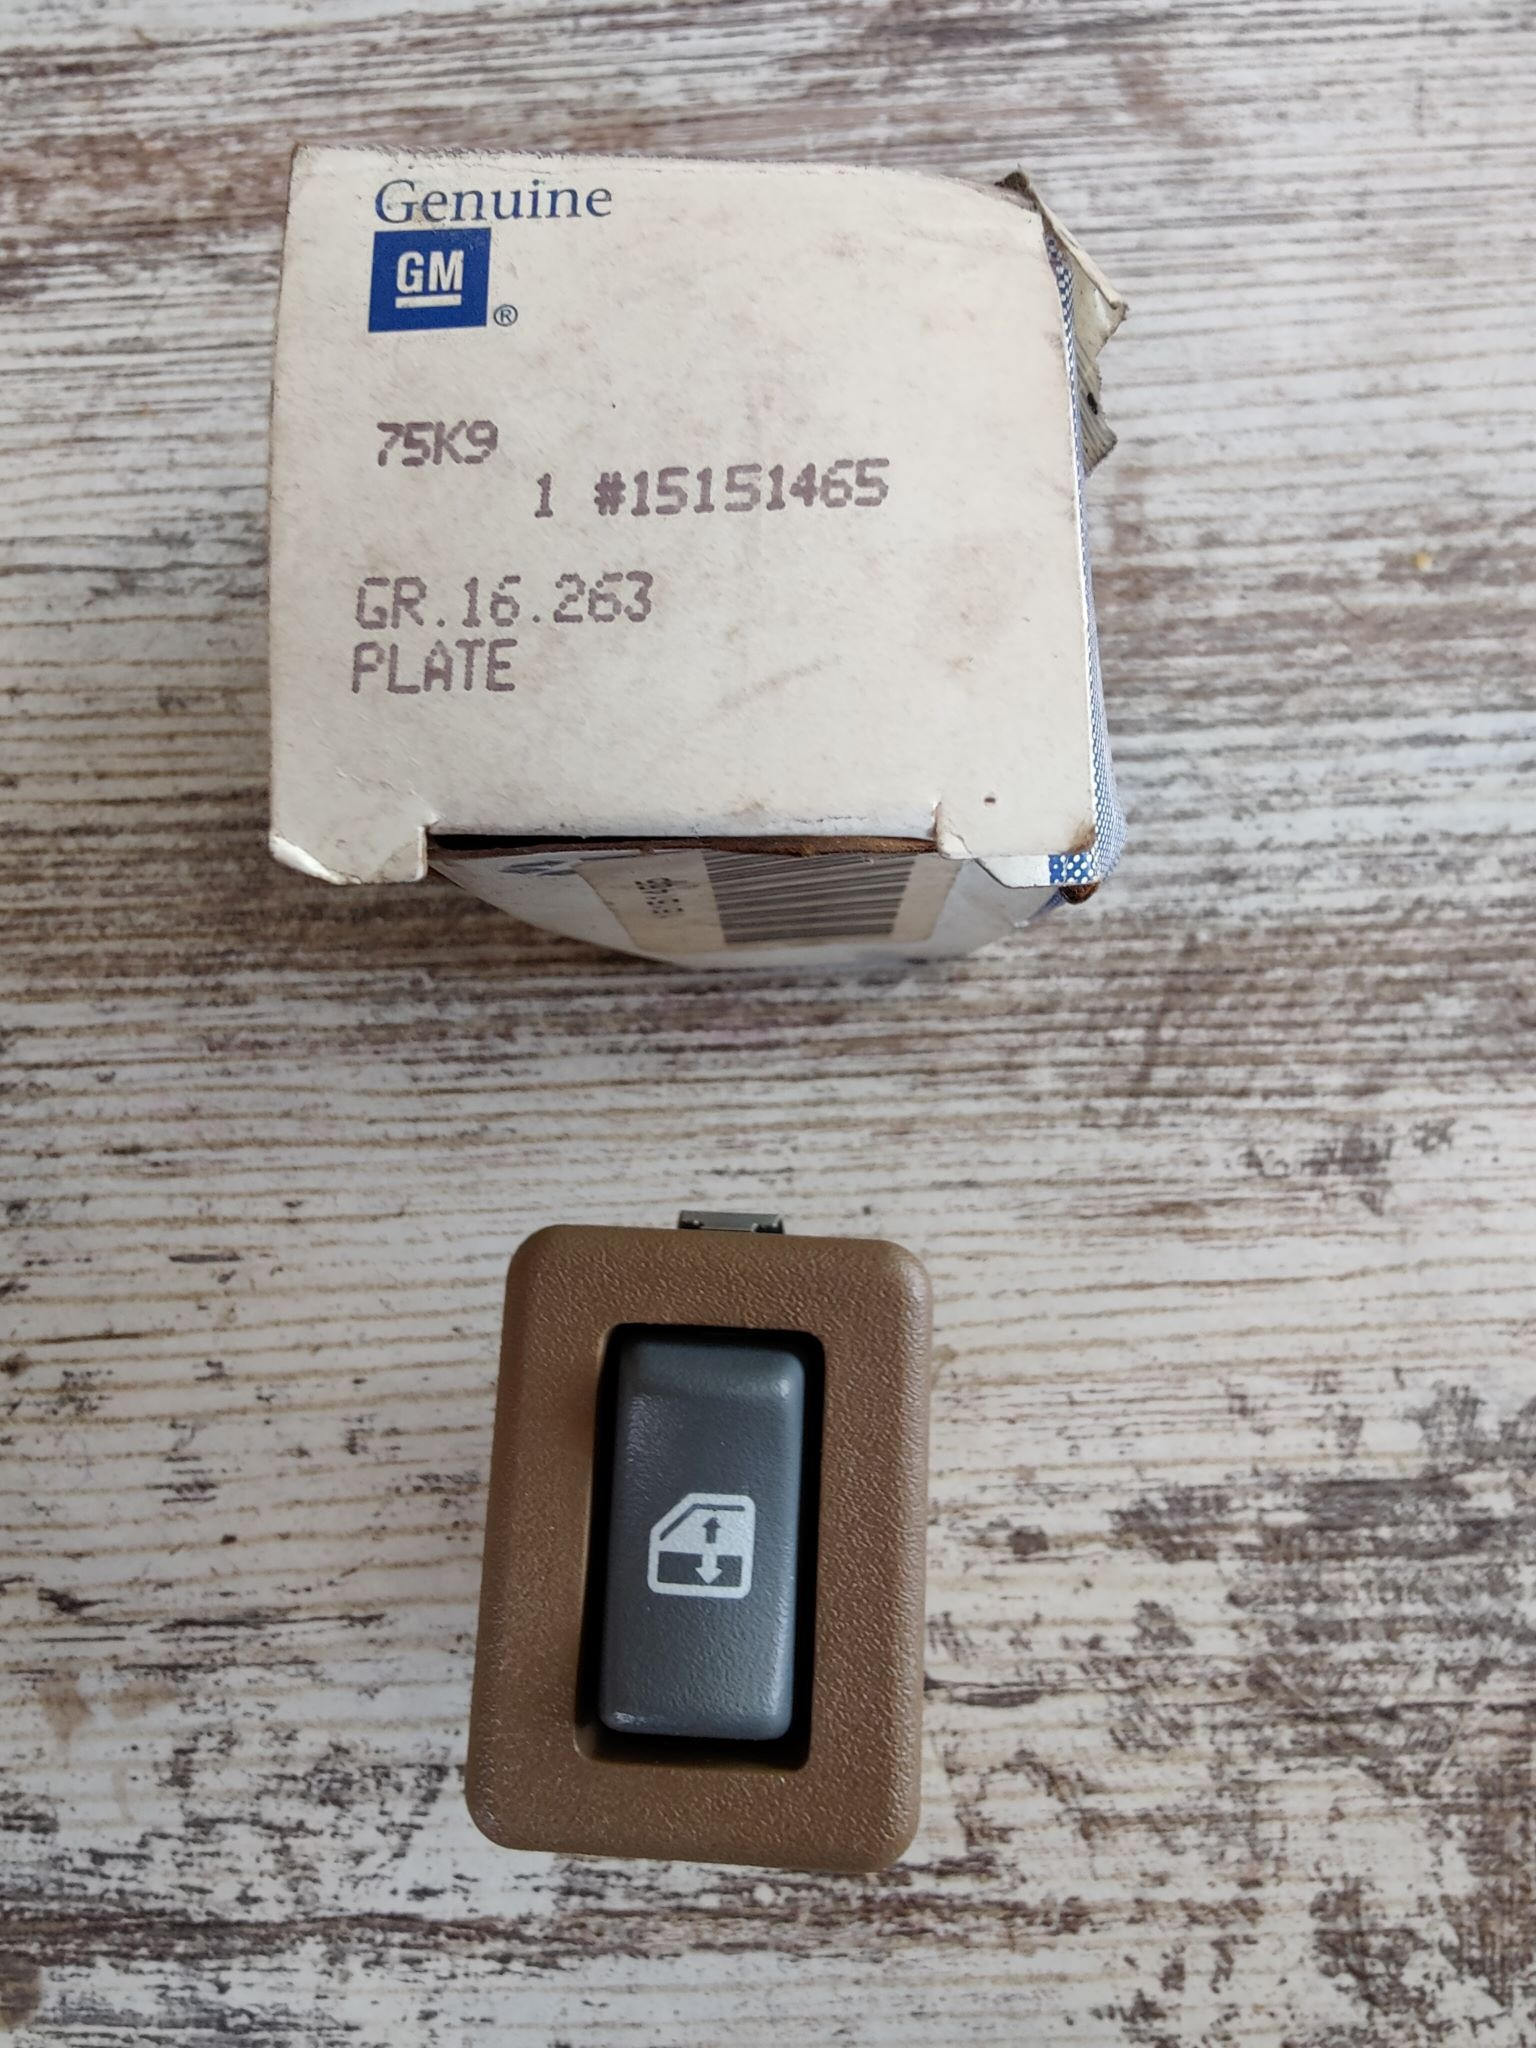 Genuine
GM
®
75K9
1 #15151465
GR.16.263
PLATE